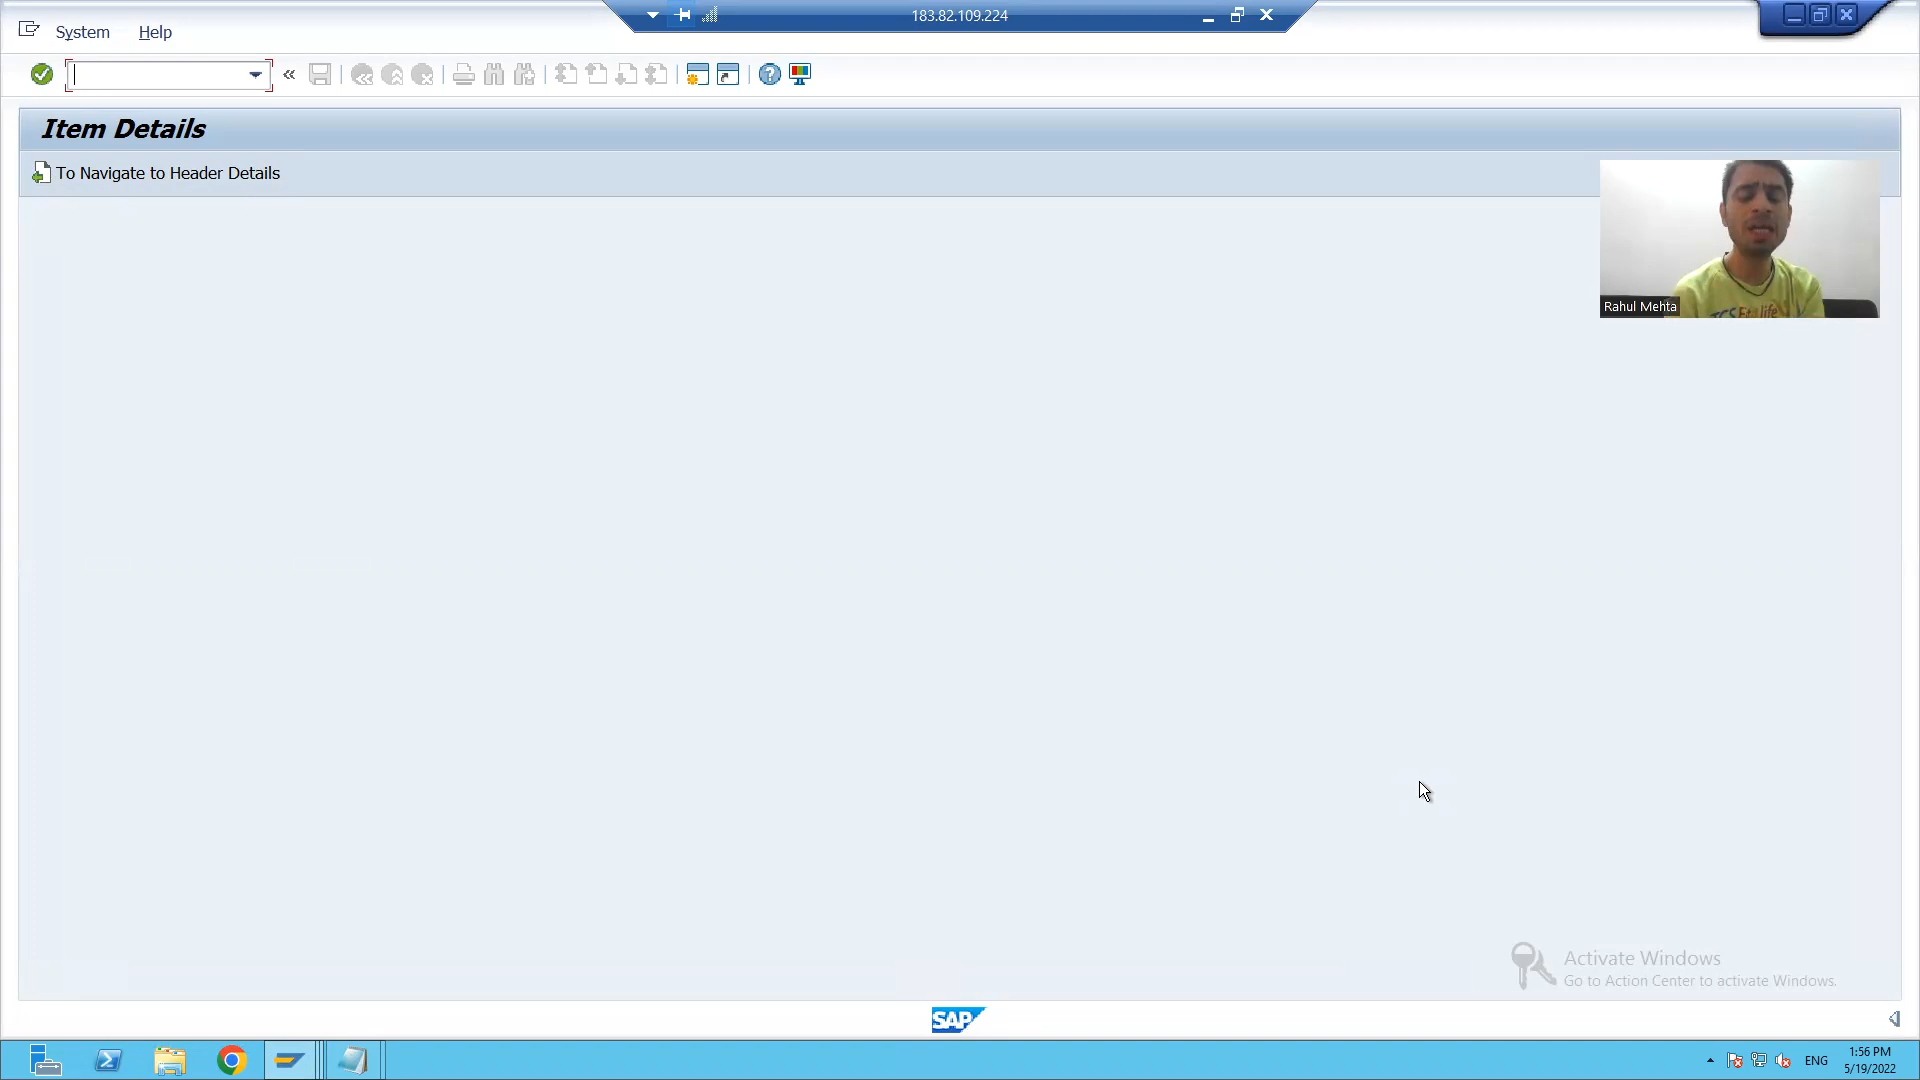 183.82.109.224
System Help
Item Details
To Navigate to Header Details
Rahul Mehta
Activate Windows
Go to Action Center to activate Windows.
SAP
ENG
1:56 PM
5/19/2022